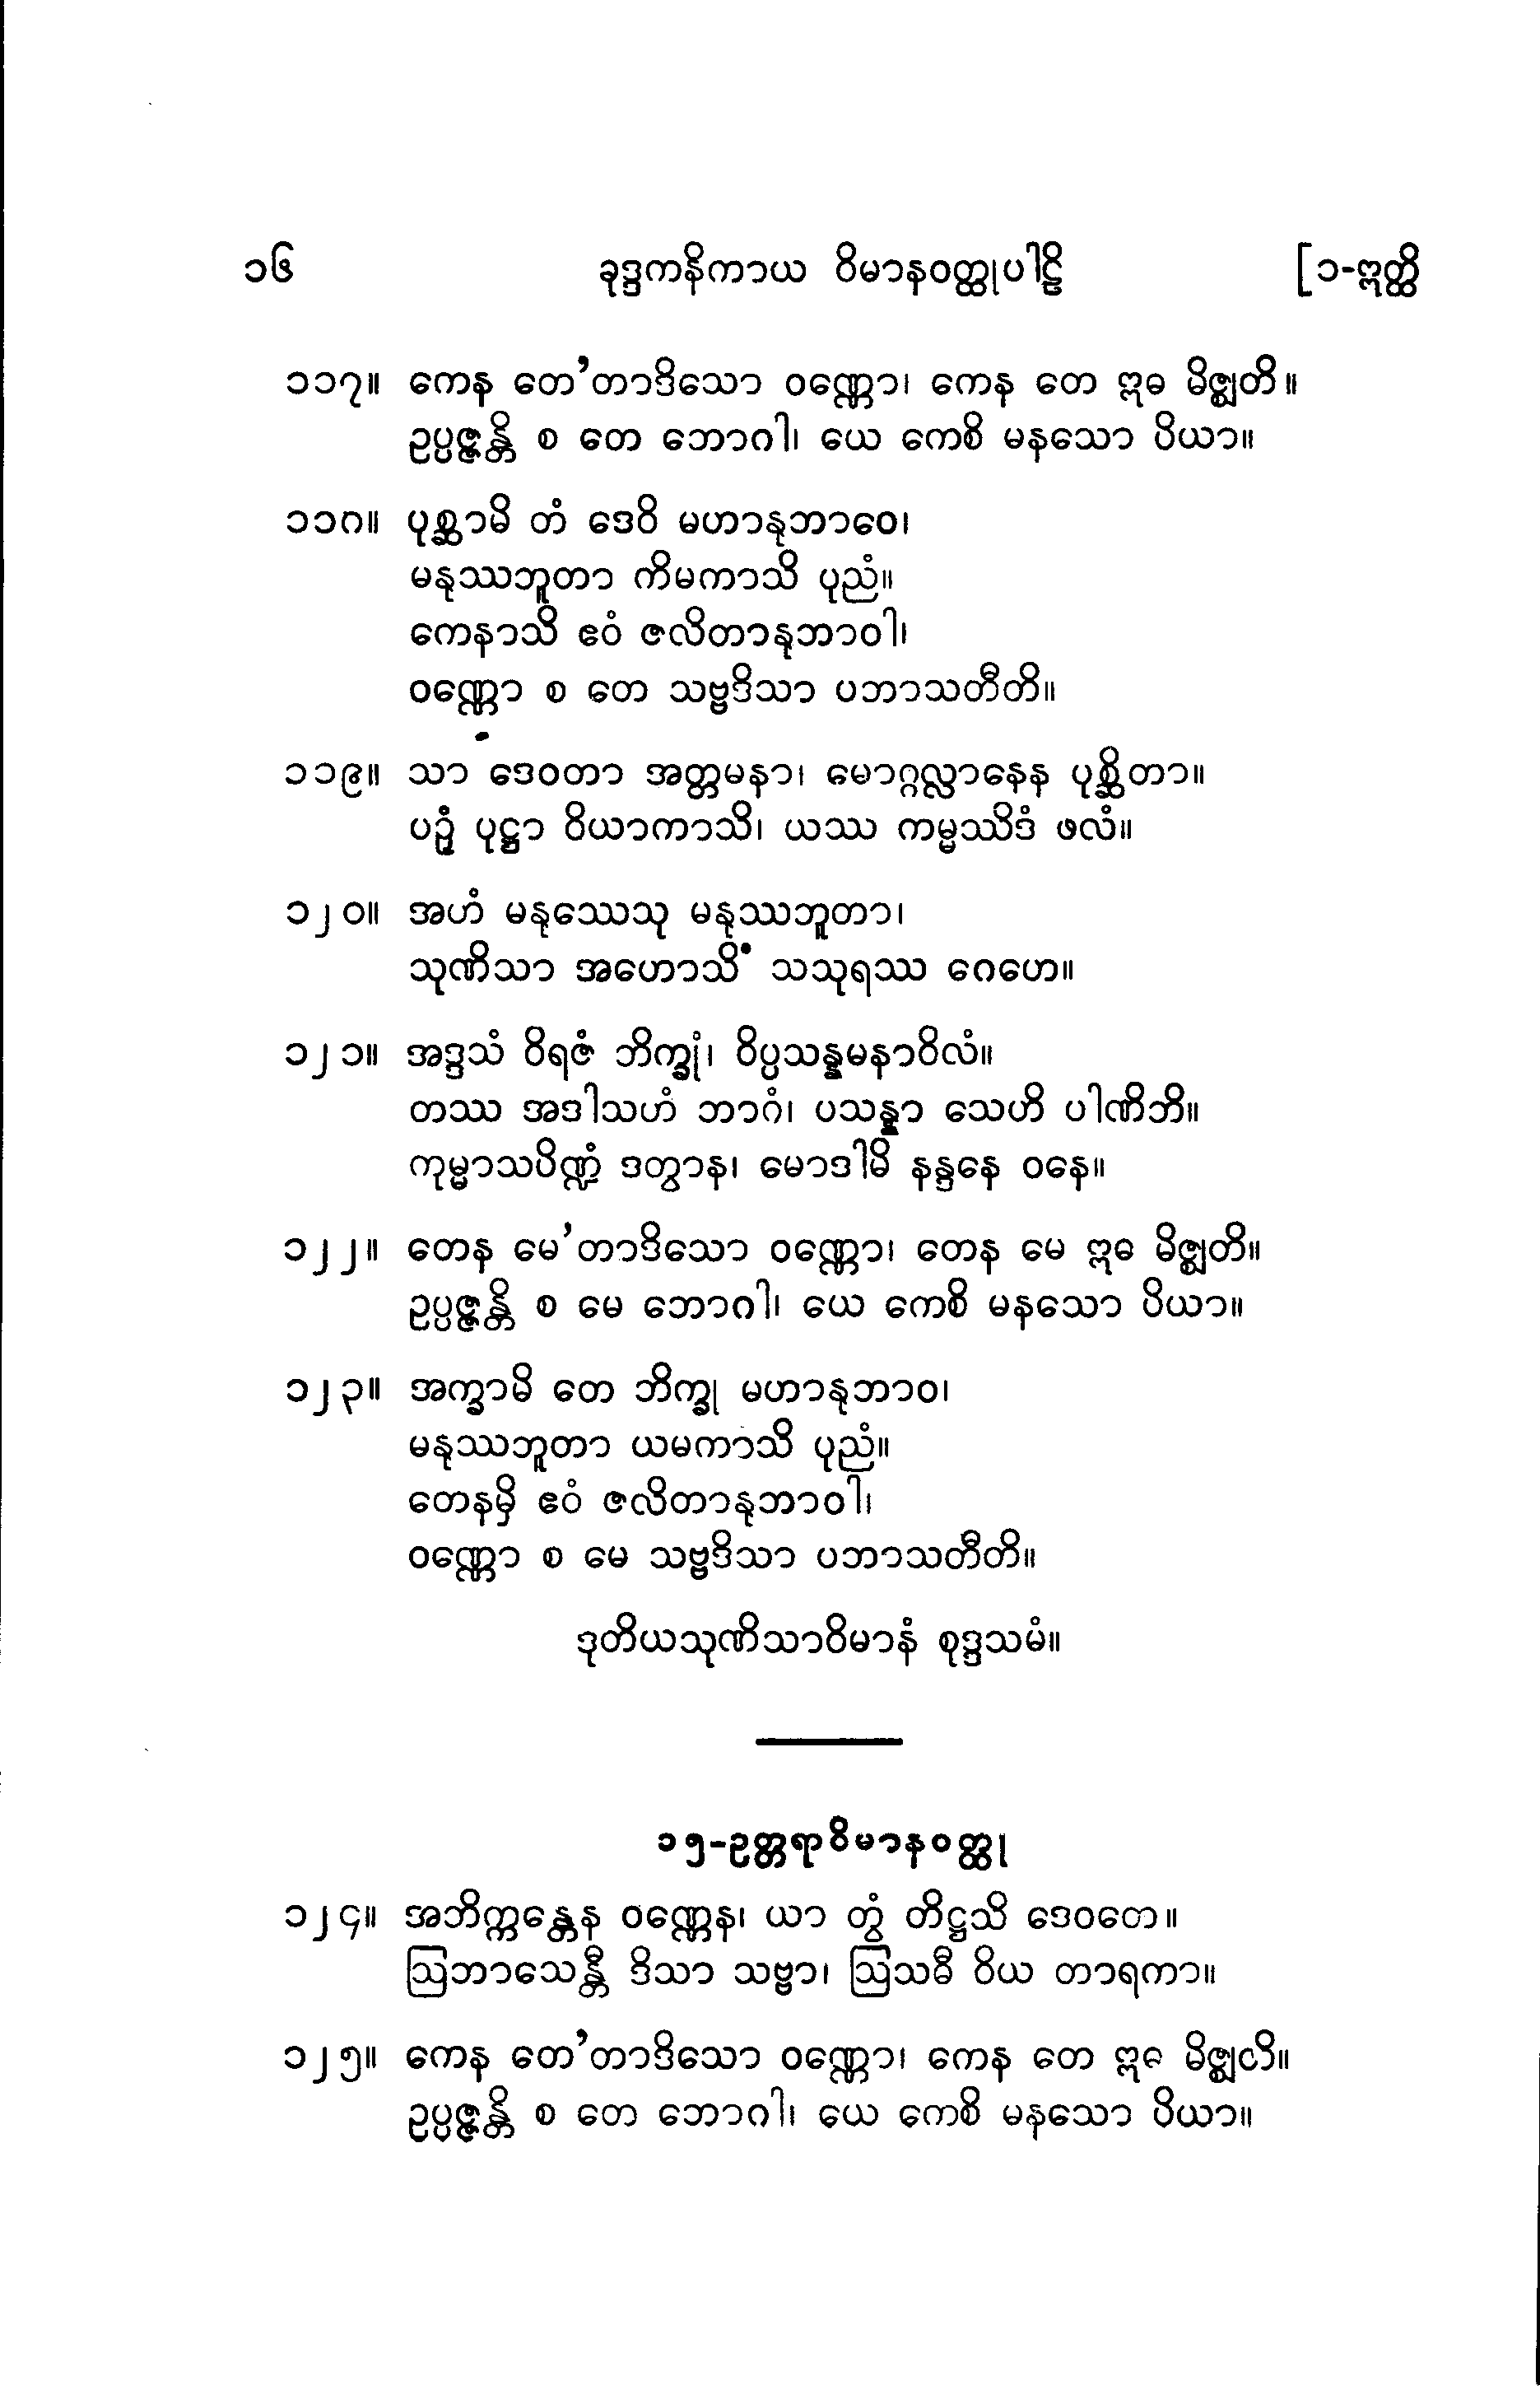 ၁၆ ခုဒ္ဒကနိကာယ ဝိမာနဝတ္ထုပါဠိ [၁-ဣတ္ထိ
၁၁၇။ ကေန တေ’တာဒိသော ဝဏ္ဏော၊ ကေန တေ ဣဓ မိဇ္ဈတိ။
ဥပ္ပဇ္ဇန္တိ စ တေ ဘောဂါ၊ ယေ ကေစိ မနသော ပိယာ။
၁၁၈။ ပုစ္ဆာမိ တံ ဒေဝိ မဟာနုဘာဝေ၊
မနုဿဘူတာ ကိမကာသိ ပုညံ။
ကေနာသိ ဧဝံ ဇလိတာနုဘာဝါ၊
ဝဏ္ဏော စ တေ သဗ္ဗဒိသာ ပဘာသတီတိ။
၁၁၉။ သာ ဒေဝတာ အတ္တမနာ၊ မောဂ္ဂလ္လာနေန ပုစ္ဆိတာ။
ပဉှံ ပုဋ္ဌာ ဝိယာကာသိ၊ ယဿ ကမ္မဿိဒံ ဖလံ။
၁၂၀။ အဟံ မနုဿေသု မနုဿဘူတာ၊
သုဏိသာ အဟောသိံ သသုရဿ ဂေဟေ။
၁၂၁။ အဒ္ဒသံ ဝိရဇံ ဘိက္ခုံ၊ ဝိပ္ပသန္နမနာဝိလံ။
တဿ အဒါသဟံ ဘာဂံ၊ ပသန္နာ သေဟိ ပါဏိဘိ။
ကုမ္မာသပိဏ္ဍံ ဒတွာန၊ မောဒါမိ နန္ဒနေ ဝနေ။
၁၂၂။ တေန မေ’တာဒိသော ဝဏ္ဏော၊ တေန မေ ဣဓ မိဇ္ဈတိ။
ဥပ္ပဇ္ဇန္တိ စ မေ ဘောဂါ၊ ယေ ကေစိ မနသော ပိယာ။
၁၂၃။ အက္ခာမိ တေ ဘိက္ခု မဟာနုဘာဝ၊
မနုဿဘူတာ ယမကာသိ ပုညံ။
တေနမှိ ဧဝံ ဇလိတာနုဘာဝါ၊
ဝဏ္ဏော စ မေ သဗ္ဗဒိသာ ပဘာသတီတိ။
ဒုတိယသုဏိသာဝိမာနံ စုဒ္ဒသမံ။
၁၅-ဥတ္တရာဝိမာနဝတ္ထု
၁၂၄။ အဘိက္ကန္တေန ဝဏ္ဏေန၊ ယာ တွံ တိဋ္ဌသိ ဒေဝတေ။
ဩဘာသေန္တီ ဒိသာ သဗ္ဗာ၊ ဩသဓီ ဝိယ တာရကာ။
၁၂၅။ ကေန တေ’တာဒိသော ဝဏ္ဏော၊ ကေန တေ ဣဓ မိဇ္ဈတိ။
ဥပ္ပဇ္ဇန္တိ စ တေ ဘောဂါ၊ ယေ ကေစိ မနသော ပိယာ။